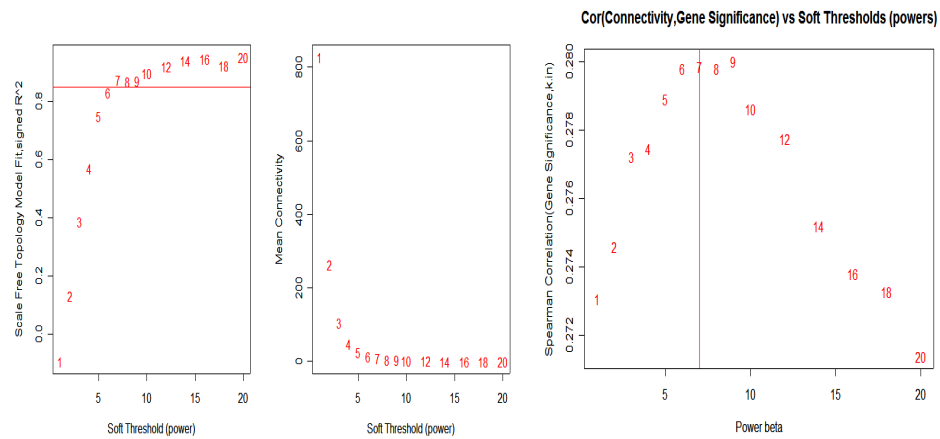 Cor(Connectivity,Gene Significance) vs Soft Thresholds (powers)
Scale Free Topology Model Fit,signed R^2
0.0 0.2 0.4 0.6 0.8
1 2 3 4 5 6 7 8 9 10 12 14 16 18 20
5 10 15 20
Soft Threshold (power)
Mean Connectivity
0 200 400 600 800
1 2 3 4 5 6 7 8 9 10 12 14 16 18 20
5 10 15 20
Soft Threshold (power)
Spearman Correlation(Gene Significance,k.in)
0.272 0.274 0.276 0.278 0.280
1 2 3 4 5 6 7 8 9 10 12 14 16 18 20
5 10 15 20
Power beta